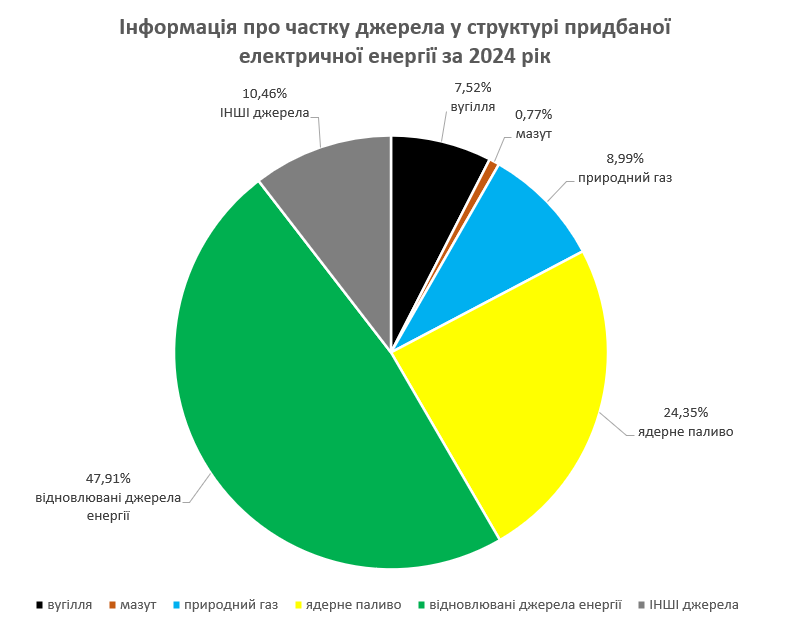 Інформація про частку джерела у структурі придбаної
електричної енергії за 2024 рік
10,46%
ІНШІ джерела
7,52%
вугілля
0,77%
мазут
8,99%
природний газ
24,35%
ядерне паливо
47,91%
відновлювані джерела
енергії
вугілля мазут природний газ ядерне паливо відновлювані джерела енергії ІНШІ джерела